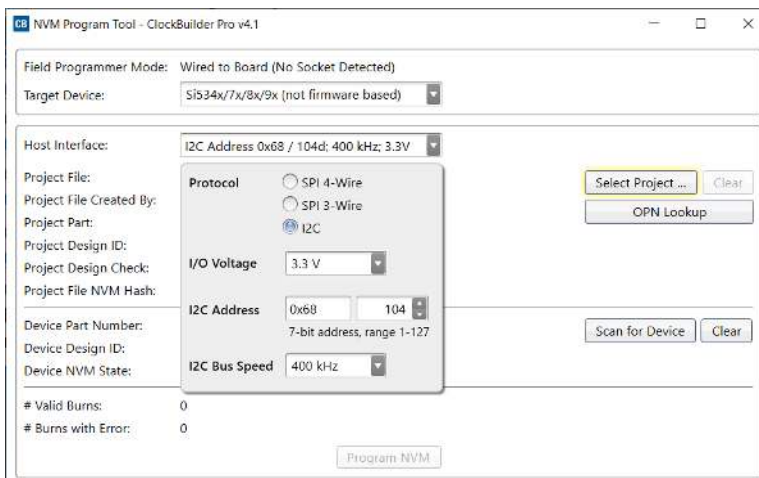 CB NVM Program Tool - ClockBuilder Pro v4.1
Field Programmer Mode: Wired to Board (No Socket Detected)
Target Device: Si534x/7x/8x/9x (not firmware based)
Host Interface: I2C Address 0x68 / 104d; 400 kHz; 3.3V
Project File:
Project File Created By:
Project Part:
Project Design ID:
Project Design Check:
Project File NVM Hash:
Protocol
SPI 4-Wire
SPI 3-Wire
I2C
I/O Voltage 3.3 V
I2C Address 0x68 104
7-bit address, range 1-127
I2C Bus Speed 400 kHz
Select Project ... Clear
OPN Lookup
Device Part Number:
Device Design ID:
Device NVM State:
Scan for Device Clear
# Valid Burns: 0
# Burns with Error: 0
Program NVM